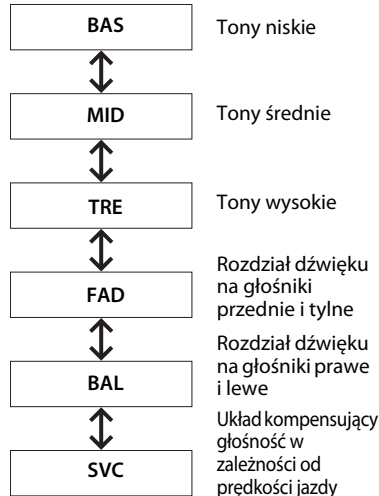 BAS
Tony niskie
MID
Tony średnie
TRE
Tony wysokie
FAD
Rozdział dźwięku
na głośniki
przednie i tylne
BAL
Rozdział dźwięku
na głośniki prawe
i lewe
SVC
Układ kompensujący
głośność w
zależności od
prędkości jazdy